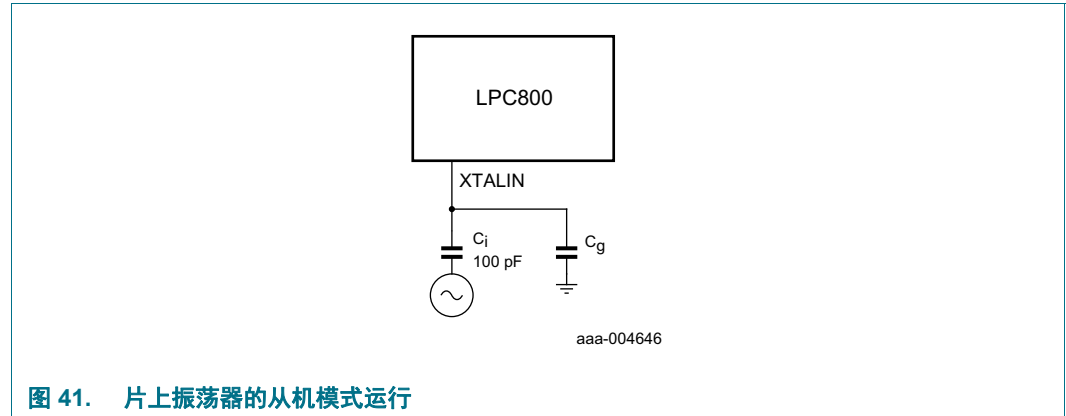 LPC800
XTALIN
Ci
100 pF
Cg
aaa-004646
图 41. 片上振荡器的从机模式运行